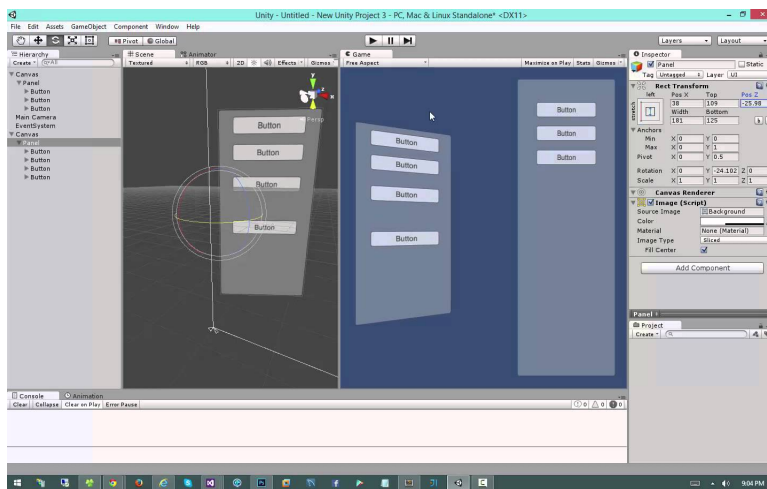 Unity - Untitled - New Unity Project 3 - PC, Mac & Linux Standalone* <DX11>
File Edit Assets GameObject Component Window Help
Pivot Global
Layers Layout
Hierarchy
Create All
Canvas
Panel
Button
Button
Button
Main Camera
EventSystem
Canvas
Panel
Button
Button
Button
Button
Scene Animator
Textured RGB 2D Effects Gizmos
y
x
Persp
Button
Button
Button
Button
Game
Free Aspect Maximize on Play Stats Gizmos
Button
Button
Button
Button
Button
Button
Button
Inspector
Panel Static
Tag Untagged Layer UI
Rect Transform
left Pos X Top Pos Z
stretch 38 109 -25.98
Width Bottom
181 125
Anchors
Min X 0 Y 0
Max X 0 Y 1
Pivot X 0 Y 0.5
Rotation X 0 Y -24.102 Z 0
Scale X 1 Y 1 Z 1
Canvas Renderer
Image (Script)
Source Image Background
Color
Material None (Material)
Image Type Sliced
Fill Center
Add Component
Panel
Project
Create
Console Animation
Clear Collapse Clear on Play Error Pause 0 0 0
9:04 PM